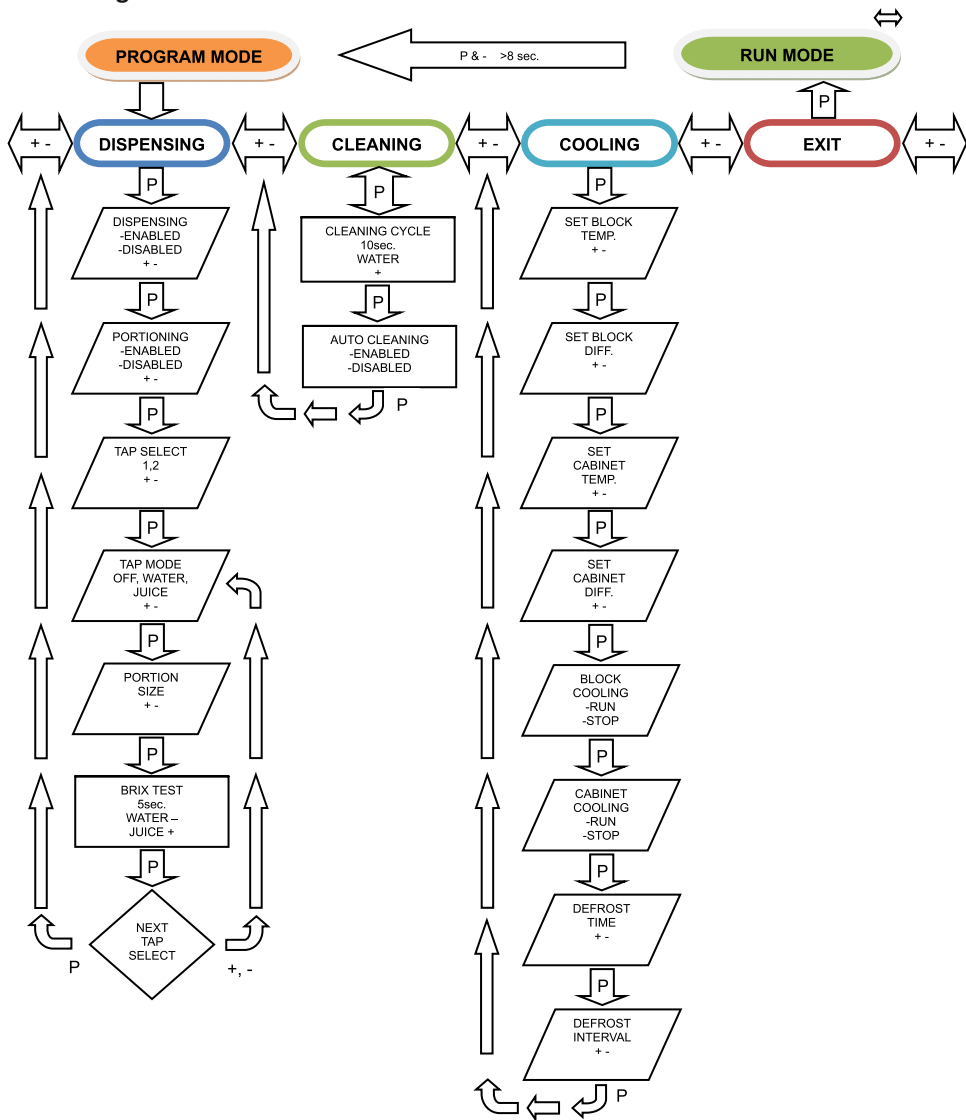 PROGRAM MODE
P & - >8 sec.
RUN MODE
P
+ -
DISPENSING
+ -
CLEANING
+ -
COOLING
+ -
EXIT
+ -
P
DISPENSING
-ENABLED
-DISABLED
+ -
P
PORTIONING
-ENABLED
-DISABLED
+ -
P
TAP SELECT
1,2
+ -
P
TAP MODE
OFF, WATER,
JUICE
+ -
P
PORTION
SIZE
+ -
P
BRIX TEST
5sec.
WATER –
JUICE +
P
NEXT
TAP
SELECT
P
+, -
P
CLEANING CYCLE
10sec.
WATER
+
P
AUTO CLEANING
-ENABLED
-DISABLED
P
P
SET BLOCK
TEMP.
+ -
P
SET BLOCK
DIFF.
+ -
P
SET
CABINET
TEMP.
+ -
P
SET
CABINET
DIFF.
+ -
P
BLOCK
COOLING
-RUN
-STOP
P
CABINET
COOLING
-RUN
-STOP
P
DEFROST
TIME
+ -
P
DEFROST
INTERVAL
+ -
P